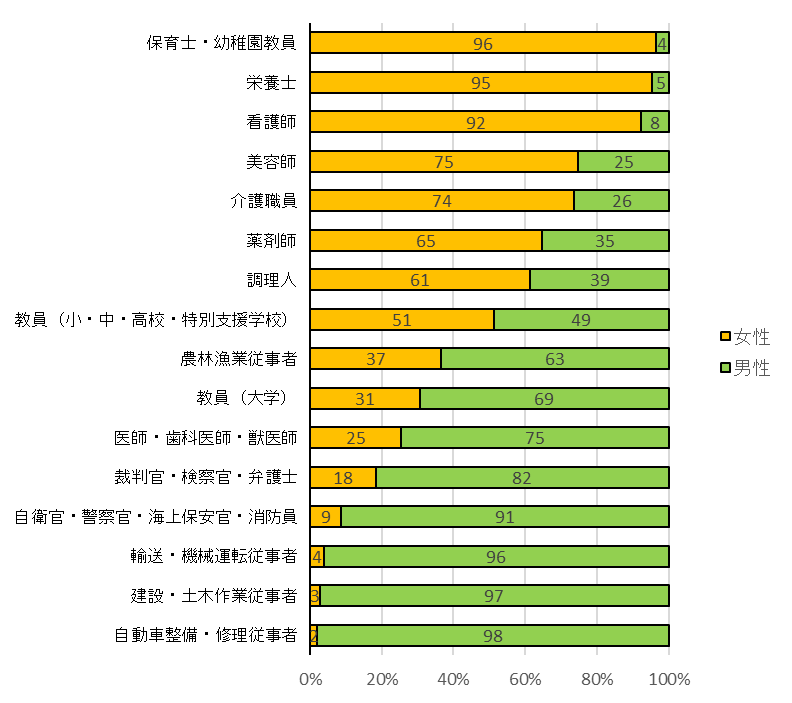 保育士・幼稚園教員 96 4
栄養士 95 5
看護師 92 8
美容師 75 25
介護職員 74 26
薬剤師 65 35
調理人 61 39
教員（小・中・高校・特別支援学校） 51 49
農林漁業従事者 37 63
教員（大学） 31 69
医師・歯科医師・獣医師 25 75
裁判官・検察官・弁護士 18 82
自衛官・警察官・海上保安官・消防員 9 91
輸送・機械運転従事者 4 96
建設・土木作業従事者 3 97
自動車整備・修理従事者 2 98
0% 20% 40% 60% 80% 100%
女性
男性